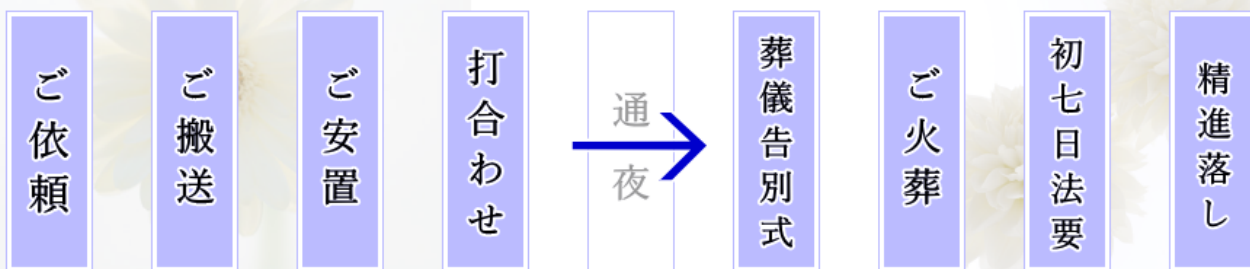 ご依頼
ご搬送
ご安置
打合わせ
通夜
葬儀告別式
ご火葬
初七日法要
精進落し